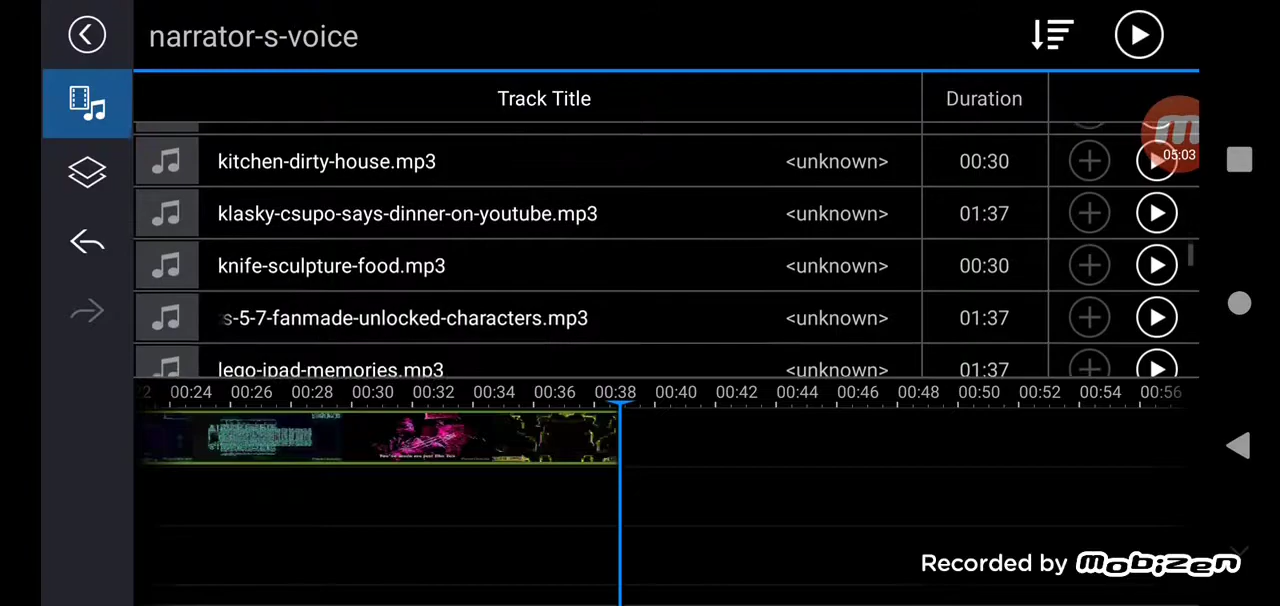 narrator-s-voice
Track Title Duration
05:03
kitchen-dirty-house.mp3 <unknown> 00:30
klasky-csupo-says-dinner-on-youtube.mp3 <unknown> 01:37
knife-sculpture-food.mp3 <unknown> 00:30
s-5-7-fanmade-unlocked-characters.mp3 <unknown> 01:37
lego-ipad-memories.mp3 <unknown> 01:37
22 00:24 00:26 00:28 00:30 00:32 00:34 00:36 00:38 00:40 00:42 00:44 00:46 00:48 00:50 00:52 00:54 00:56
Recorded by Mobizen